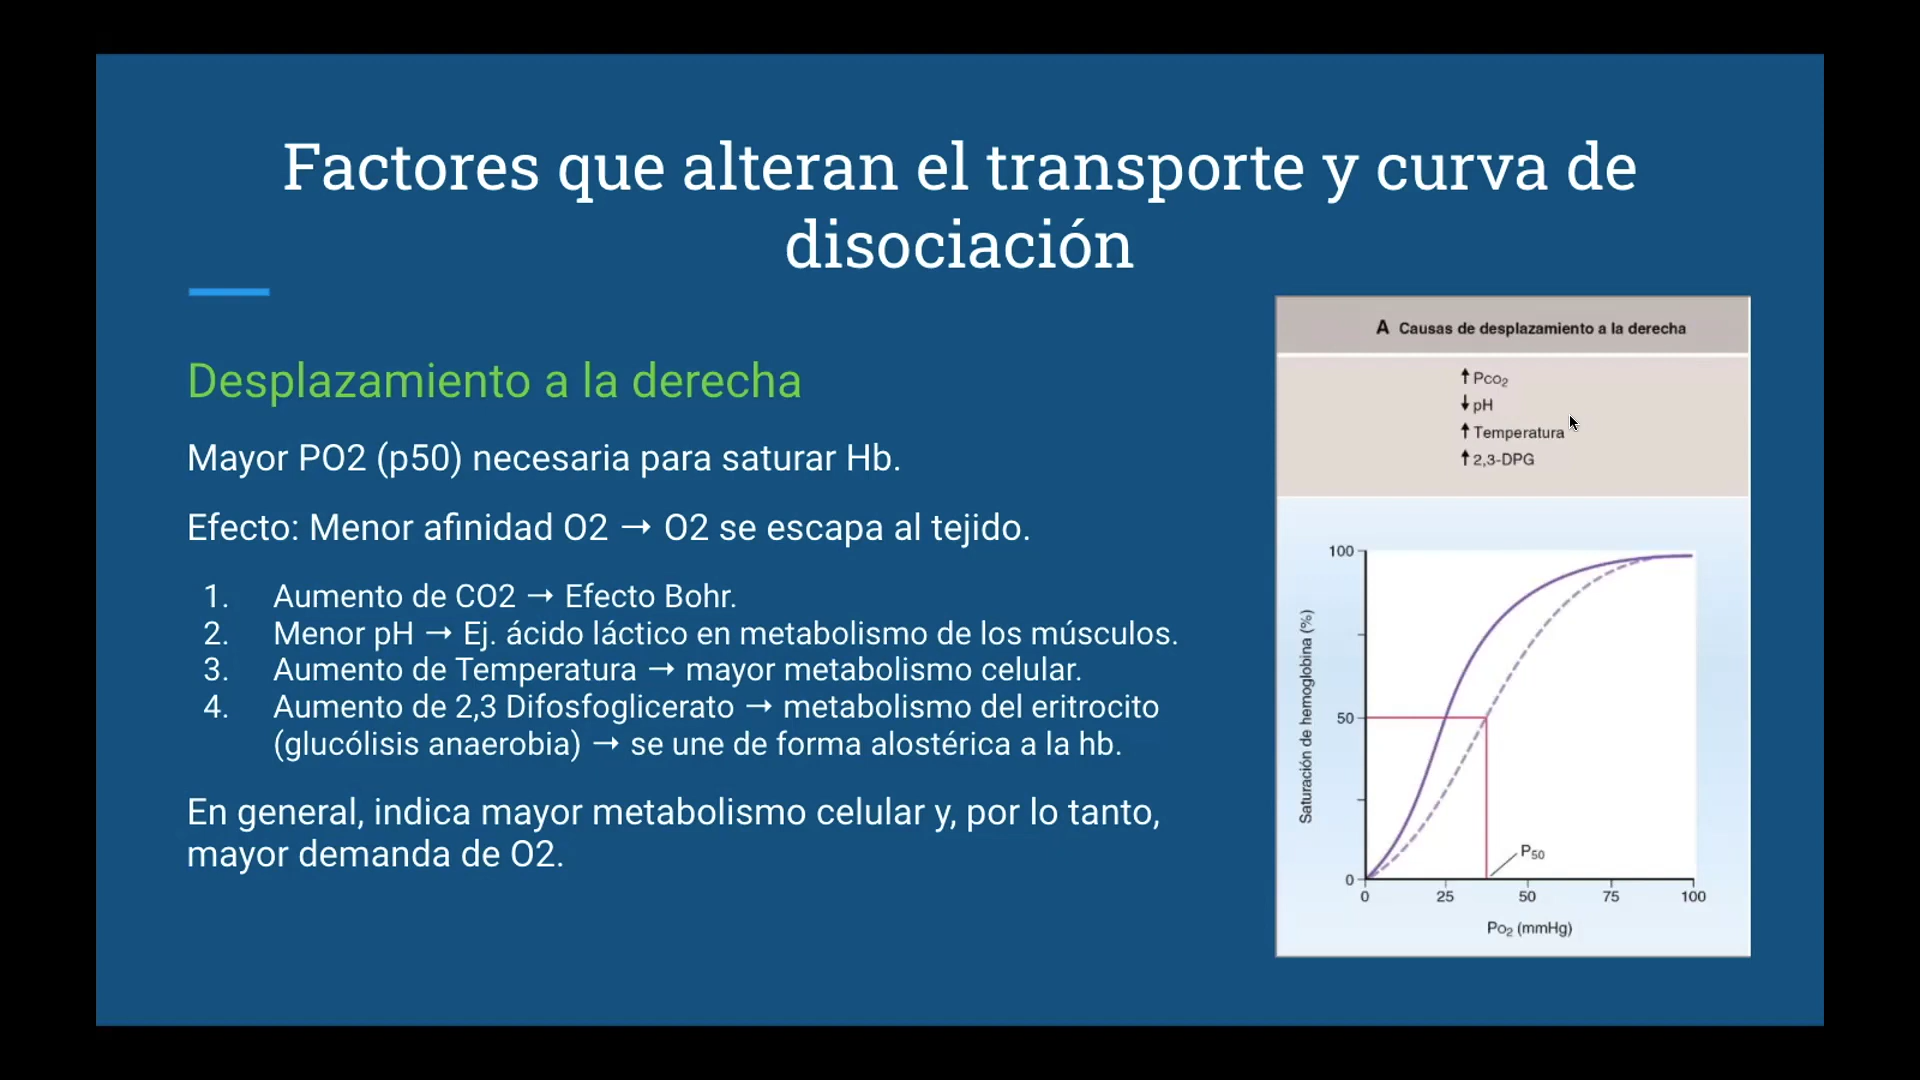 Factores que alteran el transporte y curva de
disociación
Desplazamiento a la derecha
Mayor PO2 (p50) necesaria para saturar Hb.
Efecto: Menor afinidad O2 → O2 se escapa al tejido.
1. Aumento de CO2 → Efecto Bohr.
2. Menor pH → Ej. ácido láctico en metabolismo de los músculos.
3. Aumento de Temperatura → mayor metabolismo celular.
4. Aumento de 2,3 Difosfoglicerato → metabolismo del eritrocito
(glucólisis anaerobia) → se une de forma alostérica a la hb.
En general, indica mayor metabolismo celular y, por lo tanto,
mayor demanda de O2.
A Causas de desplazamiento a la derecha
↑ Pco₂
↓ pH
↑ Temperatura
↑ 2,3-DPG
Saturación de hemoglobina (%)
100
50
0
P₅₀
0 25 50 75 100
Po₂ (mmHg)